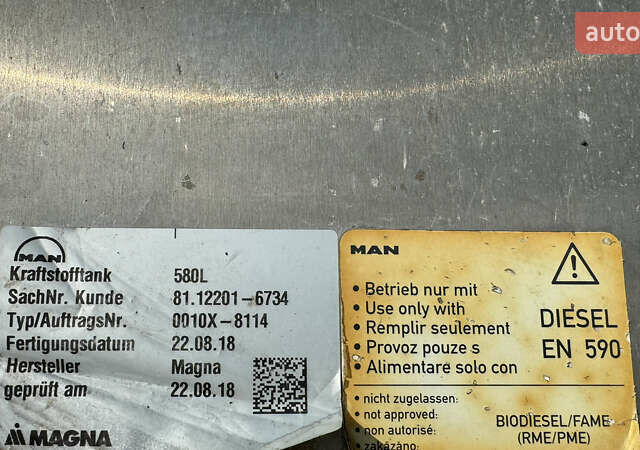 auto
MAN
Kraftstofftank 580L
SachNr. Kunde 81.12201-6734
Typ/AuftragsNr. 0010X-8114
Fertigungsdatum 22.08.18
Hersteller Magna
geprüft am 22.08.18
MAGNA
MAN
• Betrieb nur mit
• Use only with
• Remplir seulement
• Provoz pouze s
• Alimentare solo con
DIESEL
EN 590
• nicht zugelassen:
• not approved:
• non autorisé:
• zakázáno:
BIODIESEL/FAME
(RME/PME)